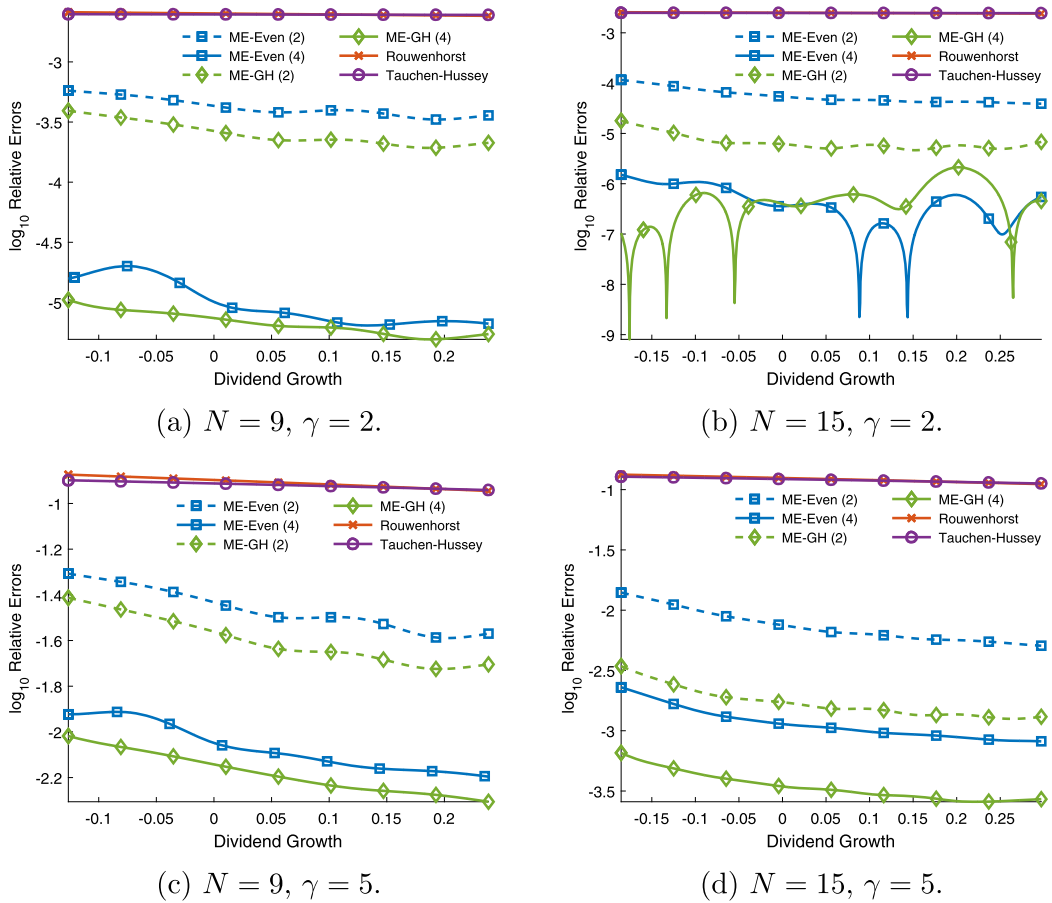 ME-Even (2)
ME-Even (4)
ME-GH (2)
ME-GH (4)
Rouwenhorst
Tauchen-Hussey
log10 Relative Errors
-3
-3.5
-4
-4.5
-5
-0.1 -0.05 0 0.05 0.1 0.15 0.2
Dividend Growth
(a) N = 9, γ = 2.
ME-Even (2)
ME-Even (4)
ME-GH (2)
ME-GH (4)
Rouwenhorst
Tauchen-Hussey
log10 Relative Errors
-3
-4
-5
-6
-7
-8
-9
-0.15 -0.1 -0.05 0 0.05 0.1 0.15 0.2 0.25
Dividend Growth
(b) N = 15, γ = 2.
ME-Even (2)
ME-Even (4)
ME-GH (2)
ME-GH (4)
Rouwenhorst
Tauchen-Hussey
log10 Relative Errors
-1
-1.2
-1.4
-1.6
-1.8
-2
-2.2
-0.1 -0.05 0 0.05 0.1 0.15 0.2
Dividend Growth
(c) N = 9, γ = 5.
ME-Even (2)
ME-Even (4)
ME-GH (2)
ME-GH (4)
Rouwenhorst
Tauchen-Hussey
log10 Relative Errors
-1
-1.5
-2
-2.5
-3
-3.5
-0.15 -0.1 -0.05 0 0.05 0.1 0.15 0.2 0.25
Dividend Growth
(d) N = 15, γ = 5.